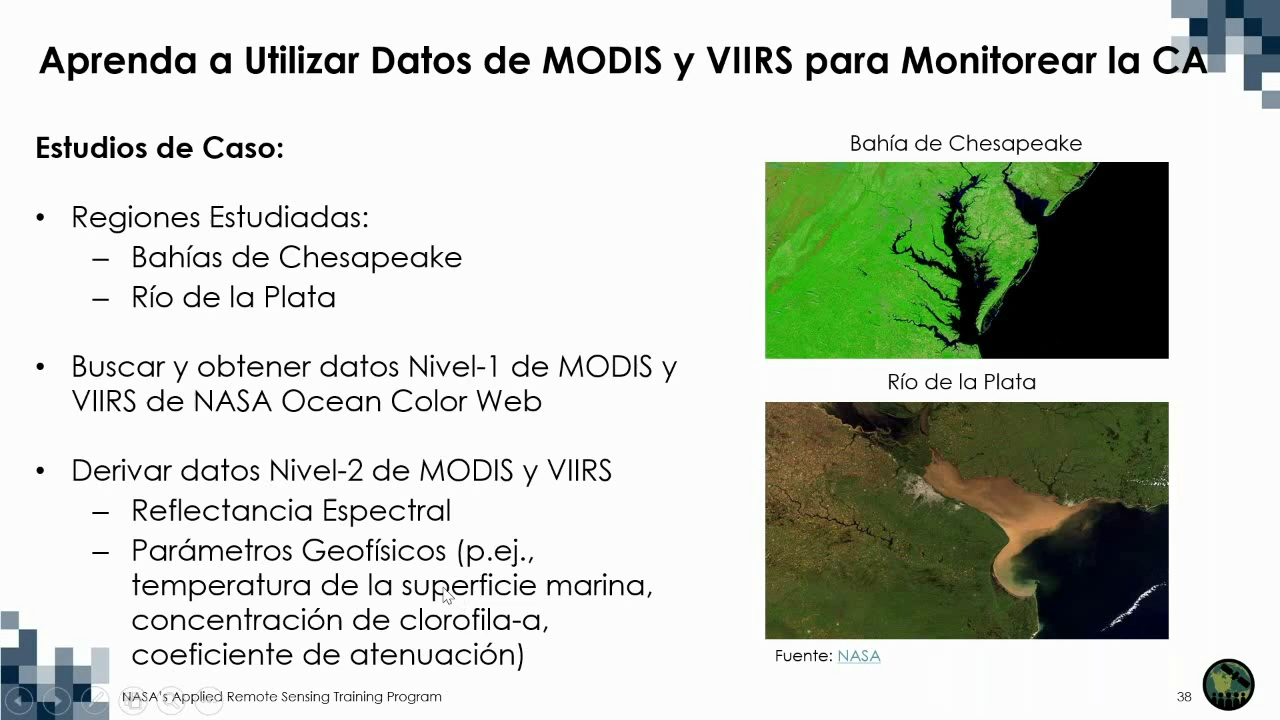 Aprenda a Utilizar Datos de MODIS y VIIRS para Monitorear la CA
Estudios de Caso:
• Regiones Estudiadas:
– Bahías de Chesapeake
– Río de la Plata
• Buscar y obtener datos Nivel-1 de MODIS y
VIIRS de NASA Ocean Color Web
• Derivar datos Nivel-2 de MODIS y VIIRS
– Reflectancia Espectral
– Parámetros Geofísicos (p.ej.,
temperatura de la superficie marina,
concentración de clorofila-a,
coeficiente de atenuación)
Bahía de Chesapeake
Río de la Plata
Fuente: NASA
NASA's Applied Remote Sensing Training Program
38